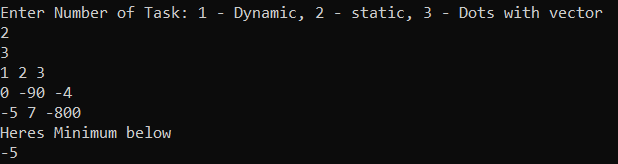 Enter Number of Task: 1 - Dynamic, 2 - static, 3 - Dots with vector
2
3
1 2 3
0 -90 -4
-5 7 -800
Heres Minimum below
-5